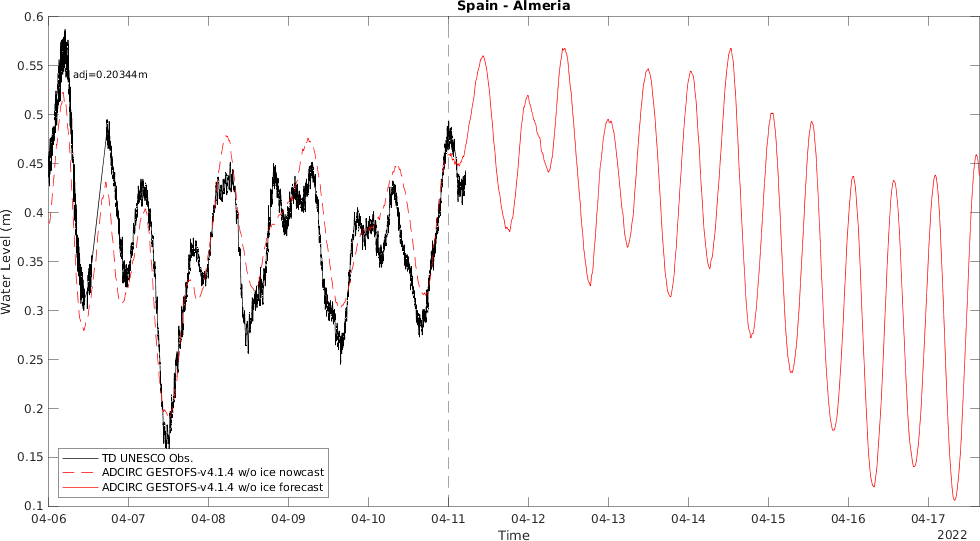 Spain - Almeria
0.6
0.55
0.5
0.45
0.4
0.35
0.3
0.25
0.2
0.15
0.1
Water Level (m)
adj=0.20344m
TD UNESCO Obs.
ADCIRC GESTOFS-v4.1.4 w/o ice nowcast
ADCIRC GESTOFS-v4.1.4 w/o ice forecast
04-06 04-07 04-08 04-09 04-10 04-11 04-12 04-13 04-14 04-15 04-16 04-17
Time
2022